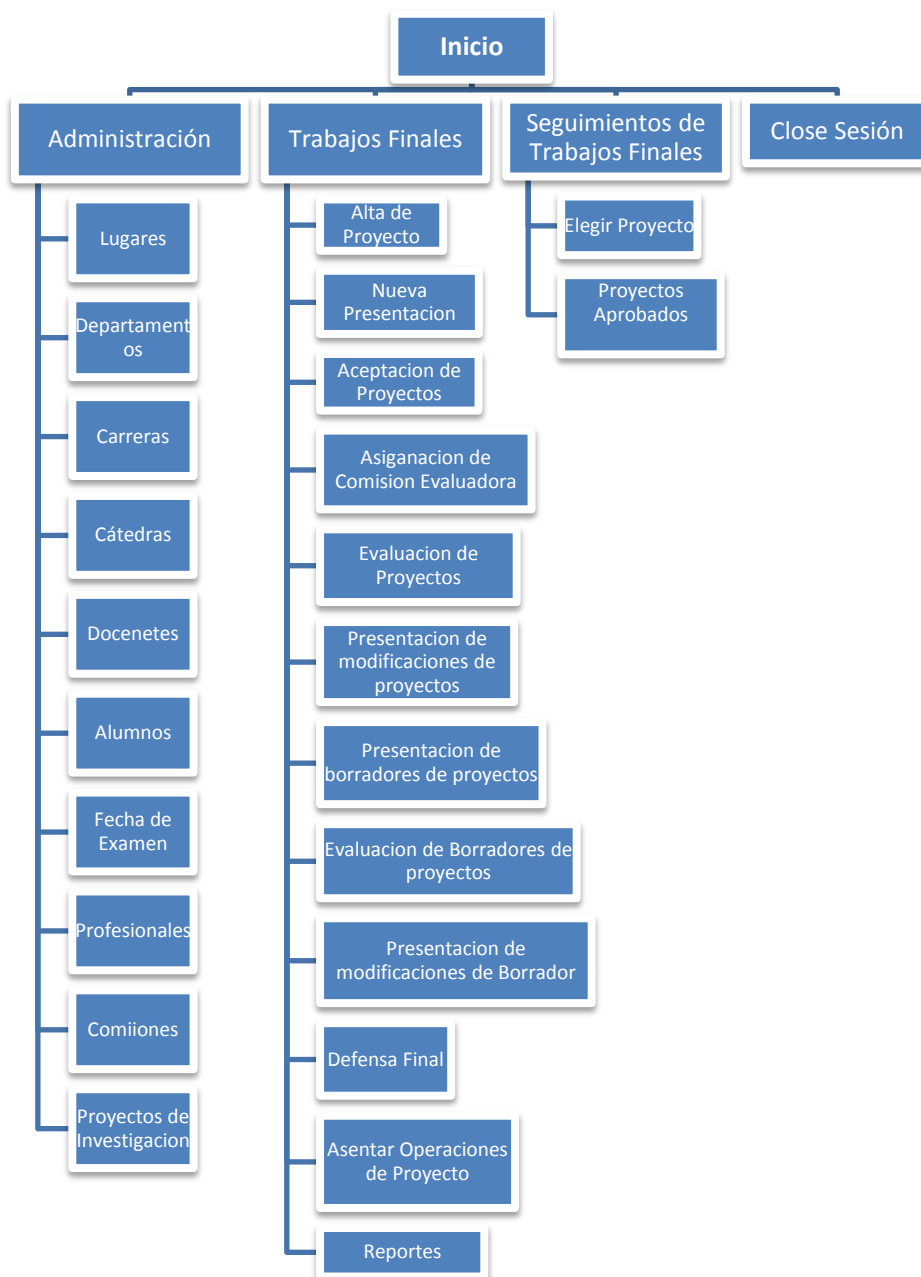 Inicio
Administración
Trabajos Finales
Seguimientos de
Trabajos Finales
Close Sesión
Lugares
Departament
os
Carreras
Cátedras
Docenetes
Alumnos
Fecha de
Examen
Profesionales
Comiiones
Proyectos de
Investigacion
Alta de
Proyecto
Nueva
Presentacion
Aceptacion de
Proyectos
Asiganacion de
Comision Evaluadora
Evaluacion de
Proyectos
Presentacion de
modificaciones de
proyectos
Presentacion de
borradores de proyectos
Evaluacion de Borradores de
proyectos
Presentacion de
modificaciones de Borrador
Defensa Final
Asentar Operaciones
de Proyecto
Reportes
Elegir Proyecto
Proyectos
Aprobados